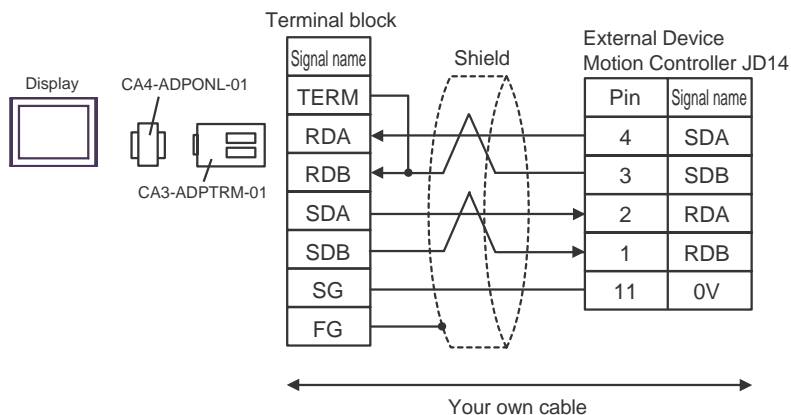 Terminal block
Display
CA4-ADPONL-01
CA3-ADPTRM-01
Shield
External Device
Motion Controller JD14
Signal name
TERM
RDA
RDB
SDA
SDB
SG
FG
Pin Signal name
4 SDA
3 SDB
2 RDA
1 RDB
11 0V
Your own cable